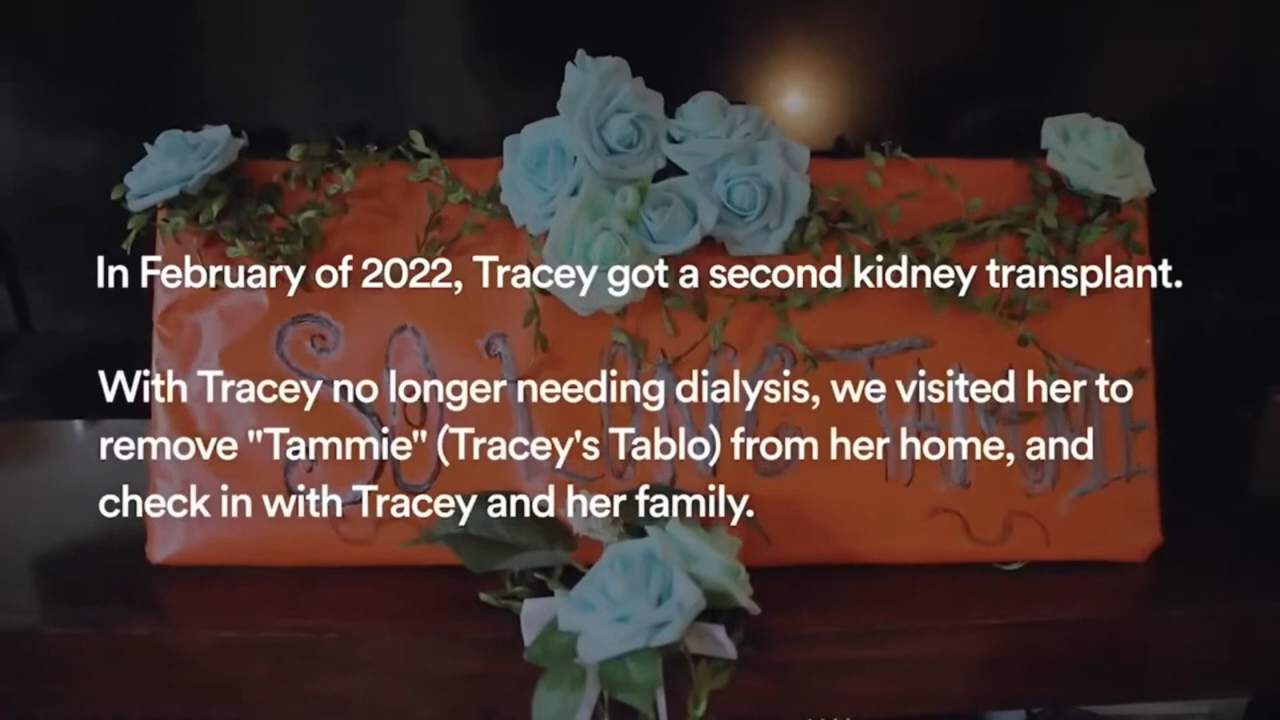 In February of 2022, Tracey got a second kidney transplant.
SO LONG TAMMIE
With Tracey no longer needing dialysis, we visited her to
remove "Tammie" (Tracey's Tablo) from her home, and
check in with Tracey and her family.